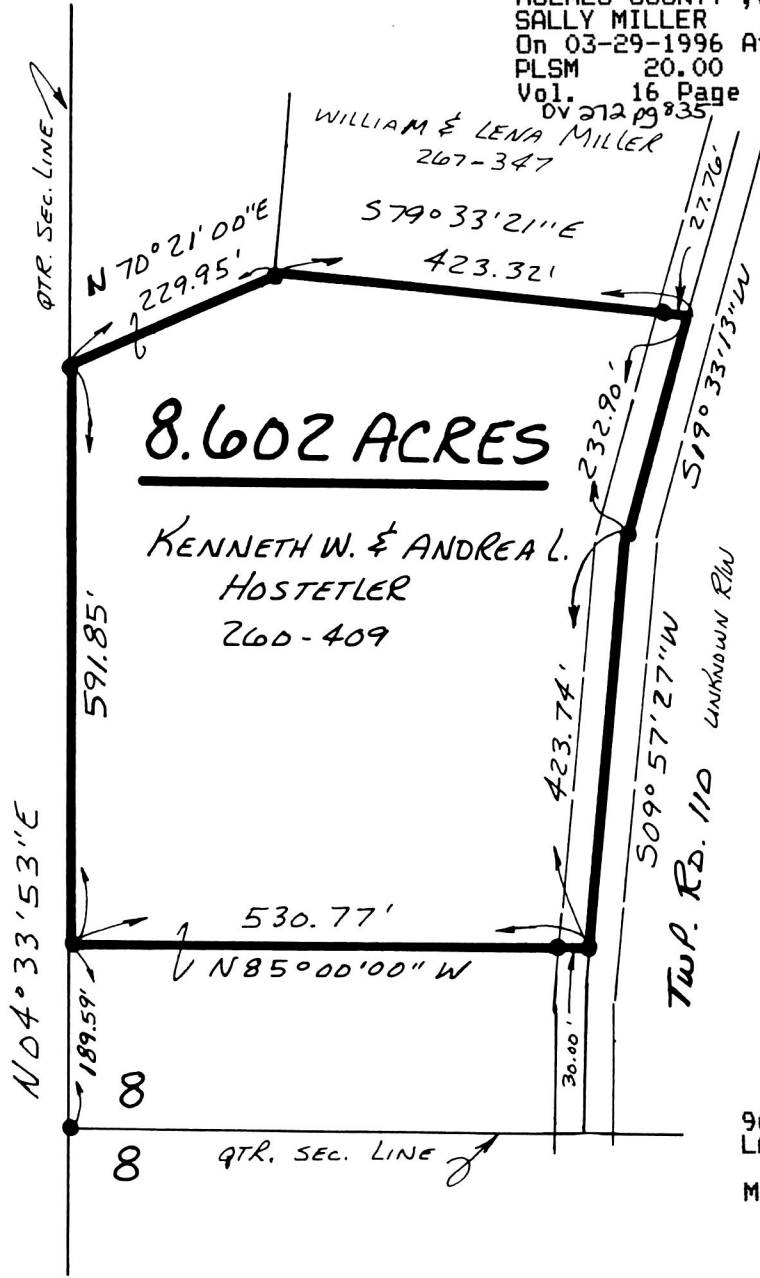 SALLY MILLER
On 03-29-1996 At
PLSM 20.00
Vol. 16 Page
OV 272 pg 835
QTR. SEC. LINE
WILLIAM & LENA MILLER
267-347
27.76'
N 70° 21' 00" E
229.95'
S79° 33' 21" E
423.32'
S19° 33' 13" W
232.90'
8.602 ACRES
KENNETH W. & ANDREA L.
HOSTETLER
260-409
591.85'
423.74'
S09° 57' 27" W
UNKNOWN R/W
TWP. RD. 110
N04° 33' 53" E
530.77'
N85° 00' 00" W
189.59'
30.00'
8
8
QTR. SEC. LINE